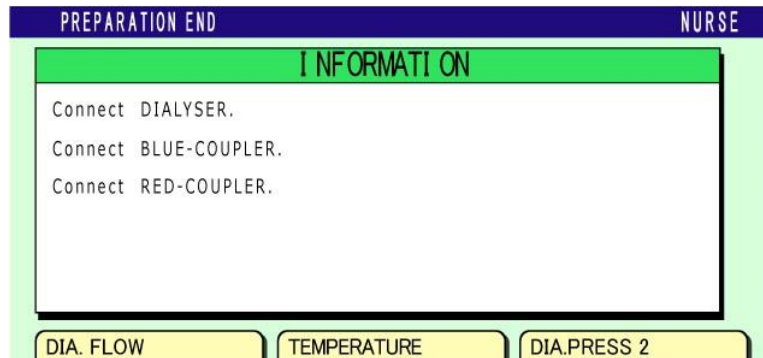 PREPARATION END NURSE
INFORMATION
Connect DIALYSER.
Connect BLUE-COUPLER.
Connect RED-COUPLER.
DIA. FLOW TEMPERATURE DIA.PRESS 2